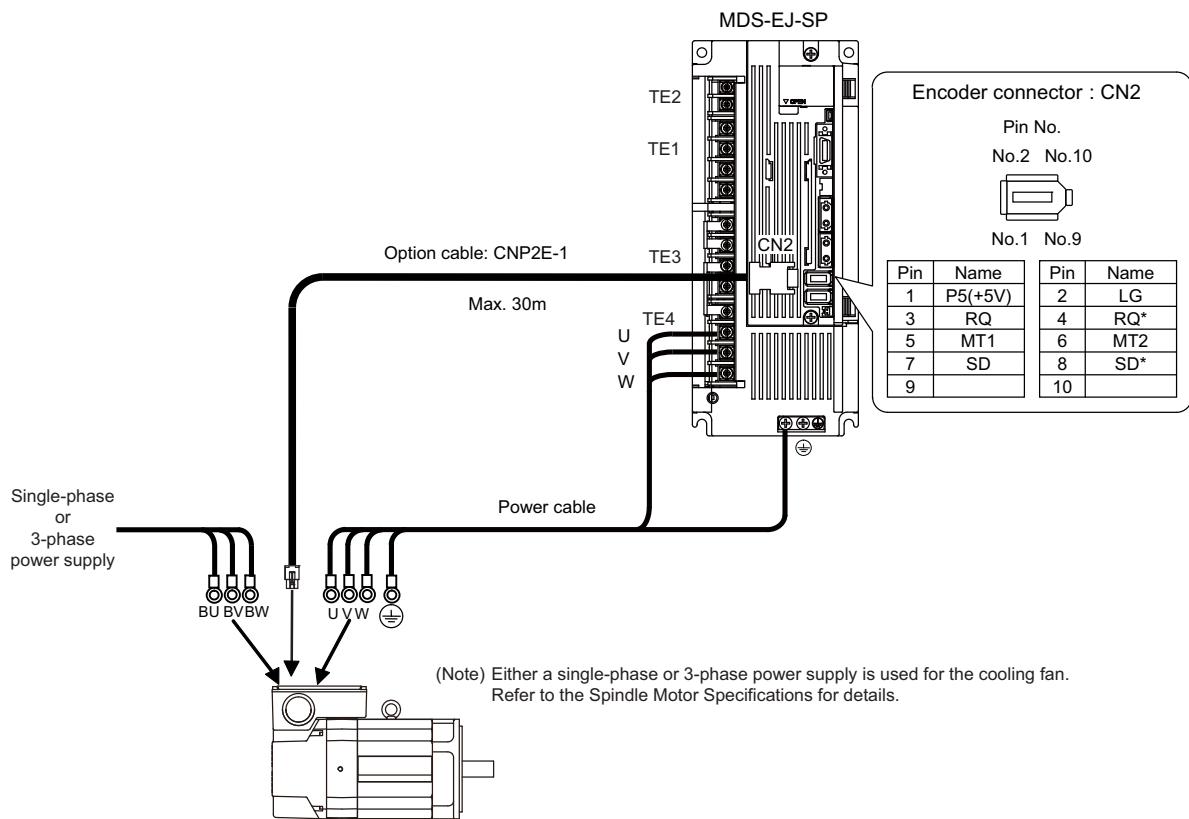 MDS-EJ-SP
TE2
TE1
TE3
TE4
▽ OPEN
CN2
Encoder connector : CN2
Pin No.
No.2 No.10
No.1 No.9
Pin Name Pin Name
1 P5(+5V) 2 LG
3 RQ 4 RQ*
5 MT1 6 MT2
7 SD 8 SD*
9 10
Option cable: CNP2E-1
Max. 30m
U
V
W
Single-phase
or
3-phase
power supply
Power cable
BU BV BW
U V W
(Note) Either a single-phase or 3-phase power supply is used for the cooling fan.
Refer to the Spindle Motor Specifications for details.